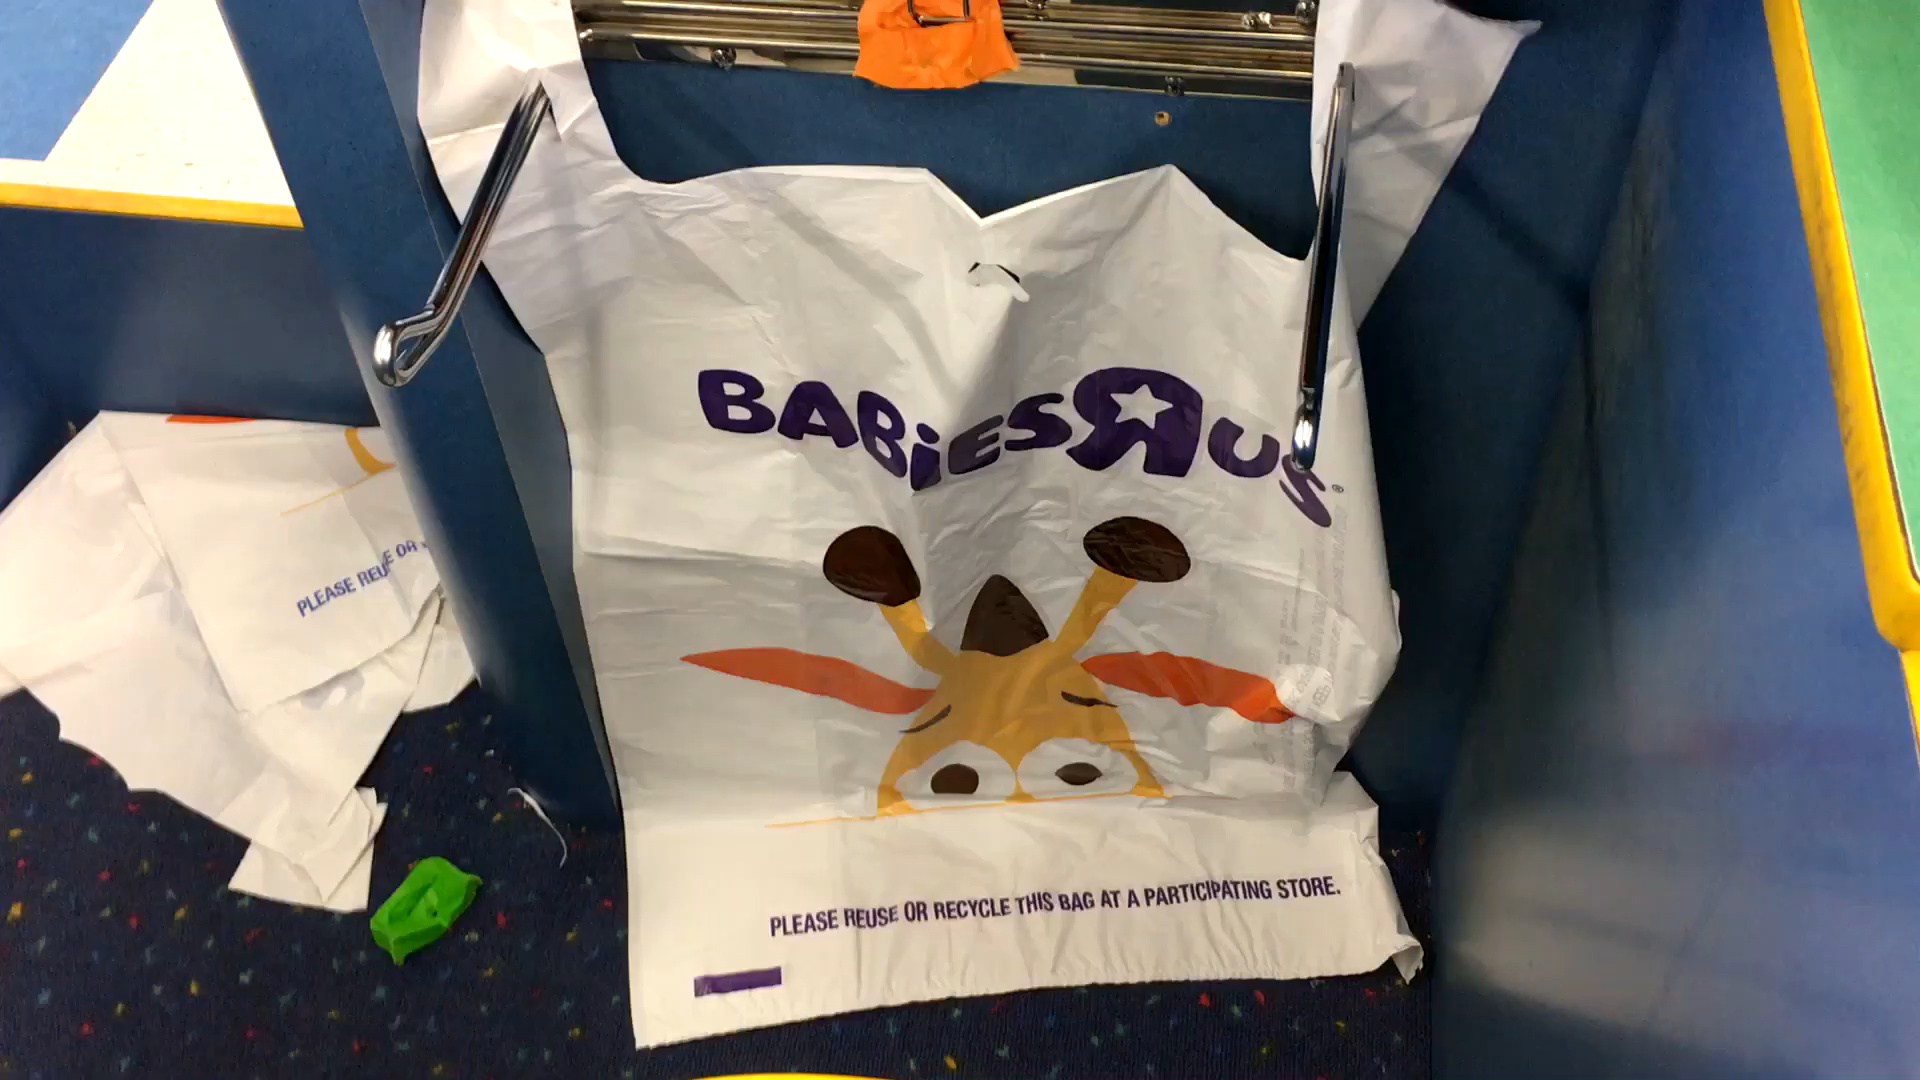 BABiES R US®
PLEASE REUSE OR RECYCLE THIS BAG AT A PARTICIPATING STORE.
PLEASE REUSE OR